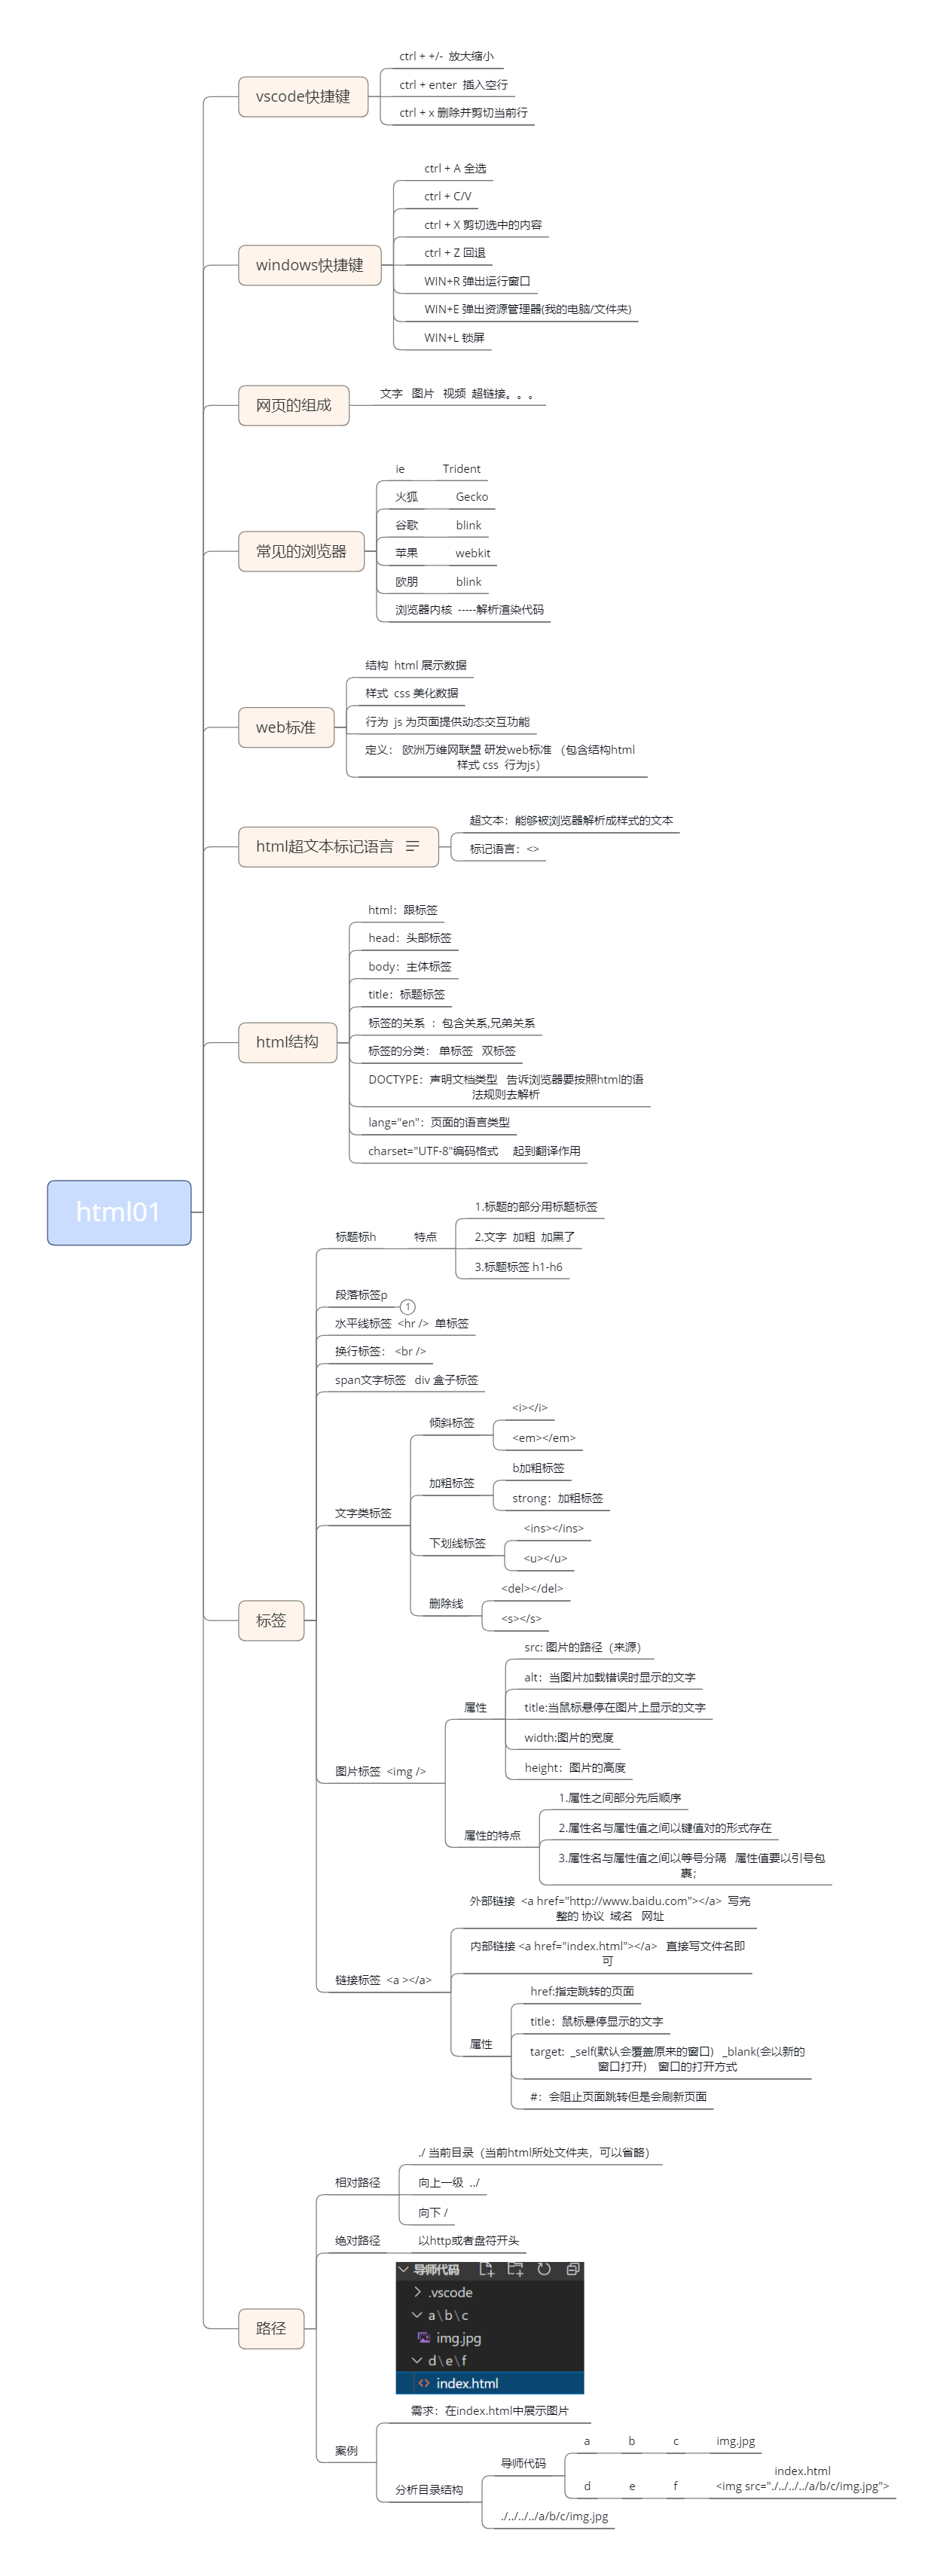 ctrl + +/-  放大缩小
ctrl + enter  插入空行
ctrl + x 删除并剪切当前行
vscode快捷键
ctrl + A 全选
ctrl + C/V
ctrl + X 剪切选中的内容
ctrl + Z 回退
windows快捷键
WIN+R 弹出运行窗口
WIN+E 弹出资源管理器(我的电脑/文件夹)
WIN+L 锁屏
网页的组成
文字   图片   视频  超链接。。。
ie Trident
火狐 Gecko
谷歌 blink
常见的浏览器
苹果 webkit
欧朋 blink
浏览器内核  -----解析渲染代码
结构  html 展示数据
样式  css 美化数据
web标准
行为  js 为页面提供动态交互功能
定义： 欧洲万维网联盟 研发web标准 （包含结构html
样式 css  行为js）
html超文本标记语言
超文本：能够被浏览器解析成样式的文本
标记语言：<>
html：跟标签
head：头部标签
body：主体标签
title：标题标签
标签的关系 ：包含关系,兄弟关系
html结构
标签的分类： 单标签   双标签
DOCTYPE：声明文档类型   告诉浏览器要按照html的语
法规则去解析
lang="en"：页面的语言类型
charset="UTF-8"编码格式     起到翻译作用
html01
标题标h
特点
1.标题的部分用标题标签
2.文字  加粗  加黑了
3.标题标签 h1-h6
段落标签p
1
水平线标签  <hr />  单标签
换行标签： <br />
span文字标签   div 盒子标签
文字类标签
倾斜标签
<i></i>
<em></em>
加粗标签
b加粗标签
strong：加粗标签
下划线标签
<ins></ins>
<u></u>
删除线
<del></del>
<s></s>
标签
图片标签  <img />
属性
src: 图片的路径（来源）
alt：当图片加载错误时显示的文字
title:当鼠标悬停在图片上显示的文字
width:图片的宽度
height：图片的高度
属性的特点
1.属性之间部分先后顺序
2.属性名与属性值之间以键值对的形式存在
3.属性名与属性值之间以等号分隔   属性值要以引号包
裹；
链接标签  <a ></a>
外部链接  <a href="http://www.baidu.com"></a>  写完
整的 协议  域名   网址
内部链接 <a href="index.html"></a>   直接写文件名即
可
属性
href:指定跳转的页面
title：鼠标悬停显示的文字
target:  _self(默认会覆盖原来的窗口)   _blank(会以新的
窗口打开)    窗口的打开方式
#：会阻止页面跳转但是会刷新页面
相对路径
./ 当前目录（当前html所处文件夹，可以省略）
向上一级  ../
向下 /
绝对路径
以http或者盘符开头
导师代码
.vscode
a\b\c
img.jpg
d\e\f
index.html
路径
案例
需求：在index.html中展示图片
分析目录结构
导师代码
a b c img.jpg
d e f index.html
<img src="./../../../a/b/c/img.jpg">
./../../../a/b/c/img.jpg